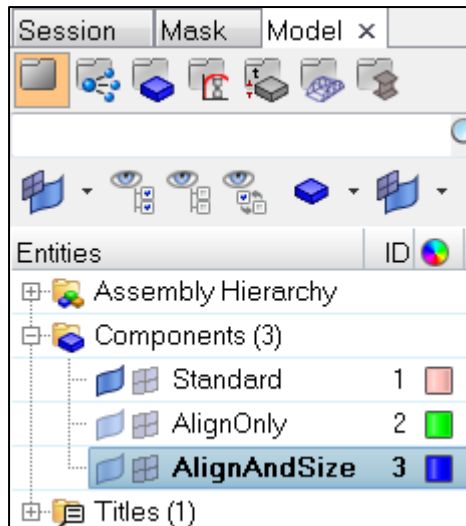 Session Mask Model ×
Entities ID
Assembly Hierarchy
Components (3)
Standard 1
AlignOnly 2
AlignAndSize 3
Titles (1)